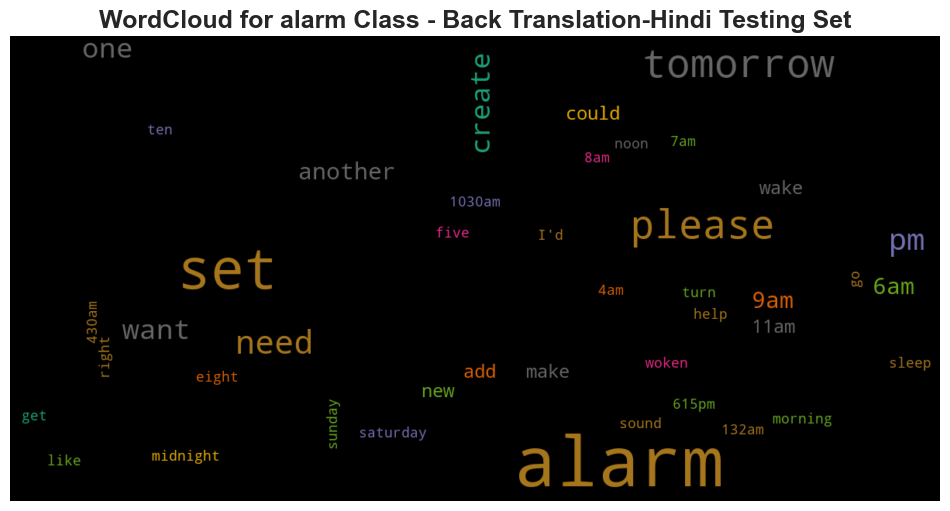 WordCloud for alarm Class - Back Translation-Hindi Testing Set
one
tomorrow
create
could
ten
noon
7am
8am
another
wake
1030am
please
five
I'd
pm
set
go
6am
4am
turn
9am
help
11am
430am
want
need
right
woken
sleep
eight
add
make
new
get
615pm
sunday
saturday
sound
132am
morning
like
midnight
alarm